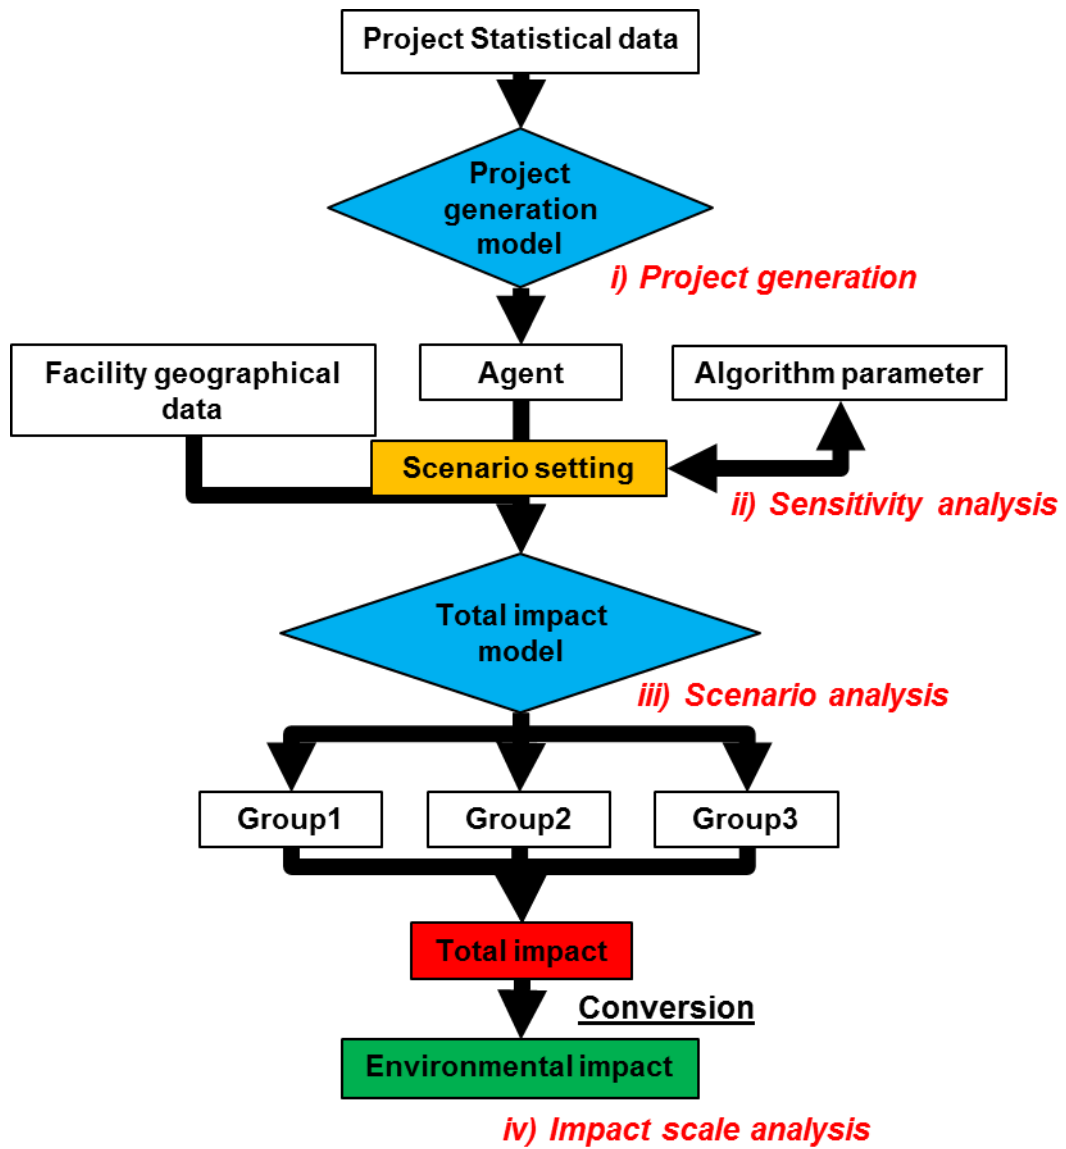 Project Statistical data
Project
generation
model
i) Project generation
Facility geographical
data
Agent
Algorithm parameter
Scenario setting
ii) Sensitivity analysis
Total impact
model
iii) Scenario analysis
Group1
Group2
Group3
Total impact
Conversion
Environmental impact
iv) Impact scale analysis